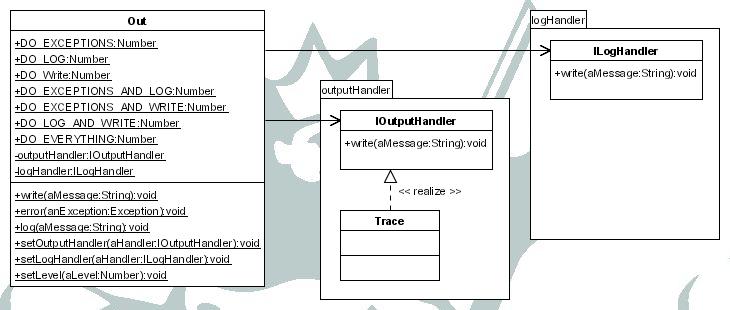 Out
+DO_EXCEPTIONS:Number
+DO_LOG:Number
+DO_Write:Number
+DO_EXCEPTIONS_AND_LOG:Number
+DO_EXCEPTIONS_AND_WRITE:Number
+DO_LOG_AND_WRITE:Number
+DO_EVERYTHING:Number
-outputHandler:IOutputHandler
-logHandler:ILogHandler
+write(aMessage:String):void
+error(anException:Exception):void
+log(aMessage:String):void
+setOutputHandler(aHandler:IOutputHandler):void
+setLogHandler(aHandler:ILogHandler):void
+setLevel(aLevel:Number):void
outputHandler
IOutputHandler
+write(aMessage:String):void
<< realize >>
Trace
logHandler
ILogHandler
+write(aMessage:String):void